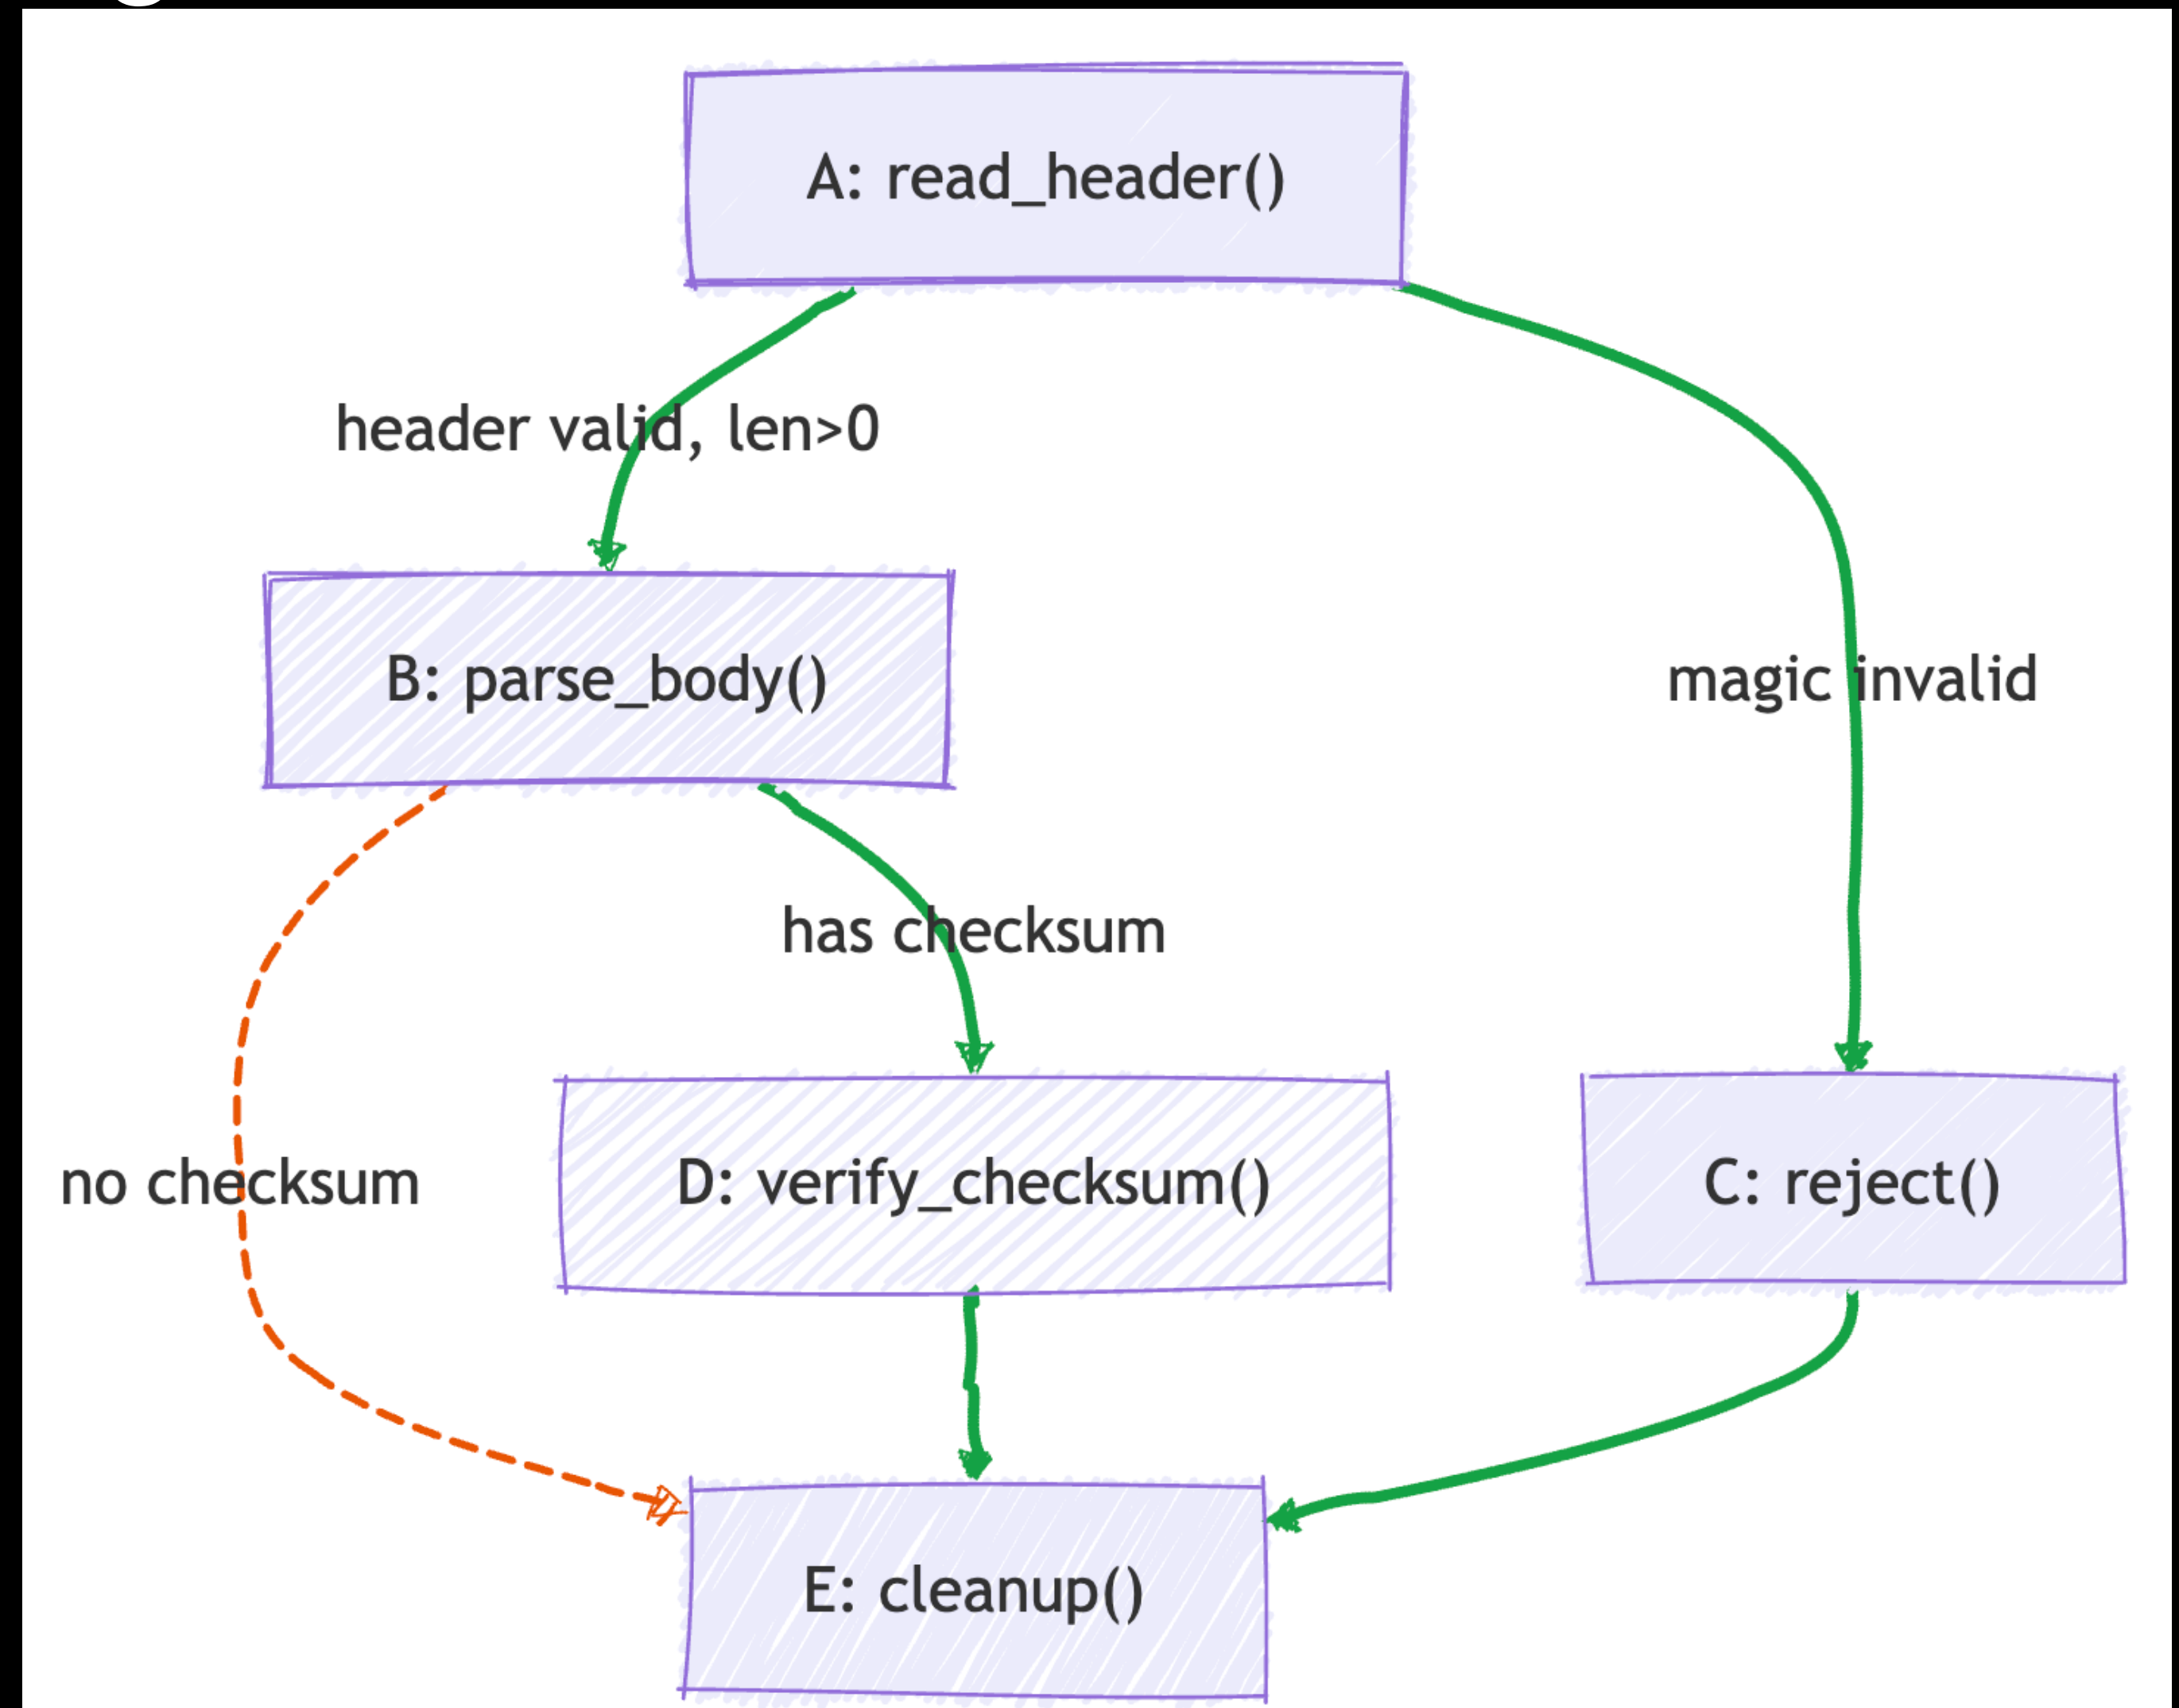 A: read_header()
header valid, len>0
B: parse_body()
magic invalid
has checksum
no checksum
D: verify_checksum()
C: reject()
E: cleanup()